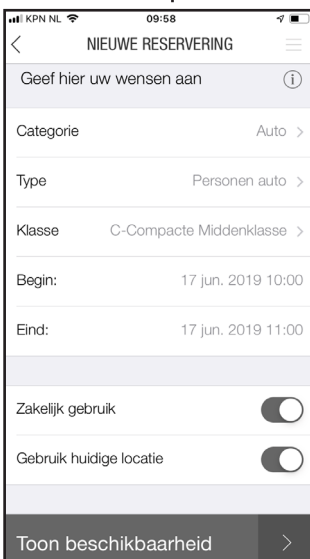 KPN NL 09:58
NIEUWE RESERVERING
Geef hier uw wensen aan i
Categorie Auto >
Type Personen auto >
Klasse C-Compacte Middenklasse >
Begin: 17 jun. 2019 10:00
Eind: 17 jun. 2019 11:00
Zakelijk gebruik
Gebruik huidige locatie
Toon beschikbaarheid >